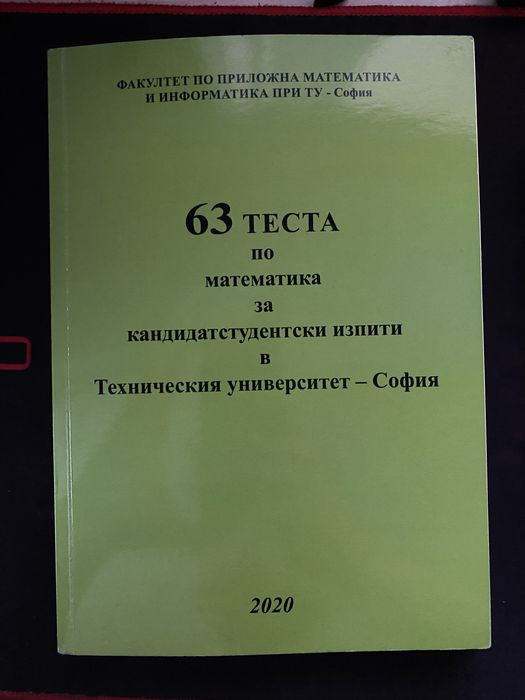 ФАКУЛТЕТ ПО ПРИЛОЖНА МАТЕМАТИКА
И ИНФОРМАТИКА ПРИ ТУ - София
63 ТЕСТА
по
математика
за
кандидатстудентски изпити
в
Техническия университет – София
2020